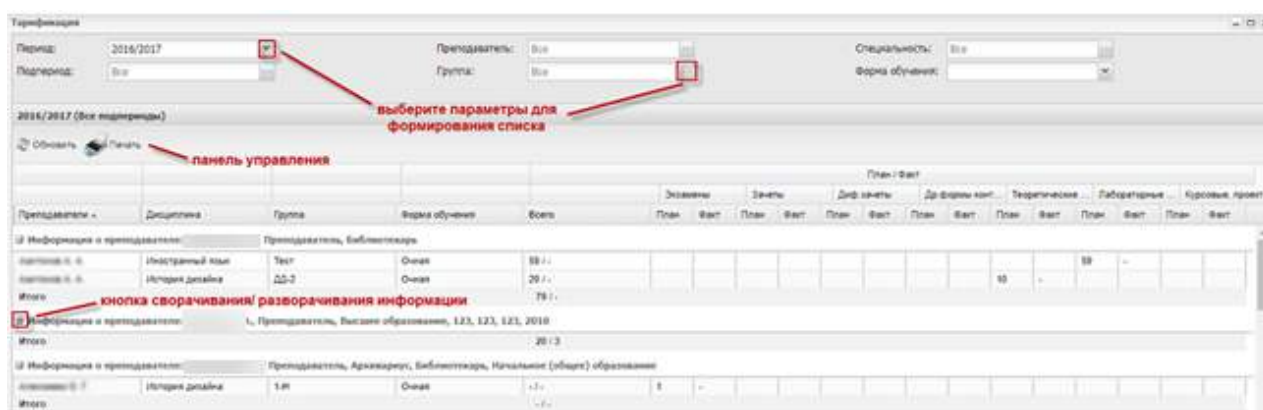 Тарификация
Период: 2016/2017 Преподаватель: Все Специальность: Все
Подпериод: Все Группа: Все Форма обучения:
выберите параметры для
формирования списка
2016/2017 (Все подпериоды)
Обновить Печать
панель управления
План / Факт
Экзамены Зачеты Диф зачеты Др формы конт... Теоретические ... Лабораторные ... Курсовые проект
Преподаватели Дисциплина Группа Форма обучения Всего План Факт План Факт План Факт План Факт План Факт План Факт План Факт
Информация о преподавателе: Преподаватель, Библиотекарь
Иностранный язык Тест Очная 59 / - 59 -
История дизайна ДД-2 Очная 20 / - 10 -
Итого 79 / -
кнопка сворачивания/ разворачивания информации
Информация о преподавателе: Преподаватель, Высшее образование, 123, 123, 123, 2010
Итого 20 / 3
Информация о преподавателе: Преподаватель, Архивариус, Библиотекарь, Начальное (общее) образование
История дизайна 1-И Очная - / - -
Итого - / -